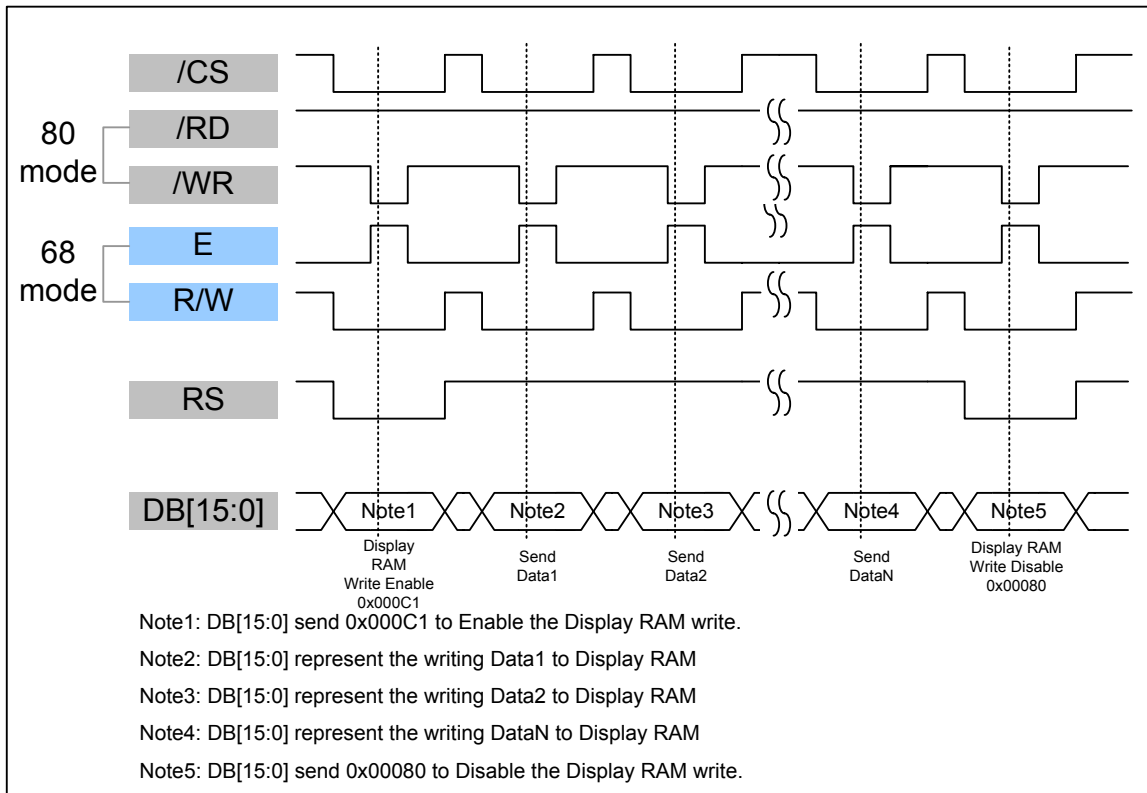 /CS
80
mode
/RD
/WR
68
mode
E
R/W
RS
DB[15:0]
Note1
Note2
Note3
Note4
Note5
Display
RAM
Write Enable
0x000C1
Send
Data1
Send
Data2
Send
DataN
Display RAM
Write Disable
0x00080
Note1: DB[15:0] send 0x000C1 to Enable the Display RAM write.
Note2: DB[15:0] represent the writing Data1 to Display RAM
Note3: DB[15:0] represent the writing Data2 to Display RAM
Note4: DB[15:0] represent the writing DataN to Display RAM
Note5: DB[15:0] send 0x00080 to Disable the Display RAM write.